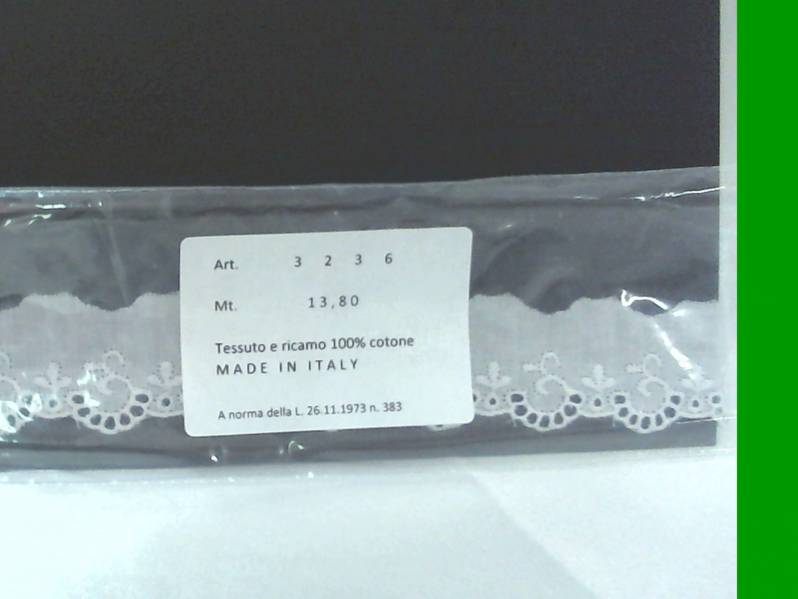 Art. 3 2 3 6
Mt. 13,80
Tessuto e ricamo 100% cotone
MADE IN ITALY
A norma della L. 26.11.1973 n. 383